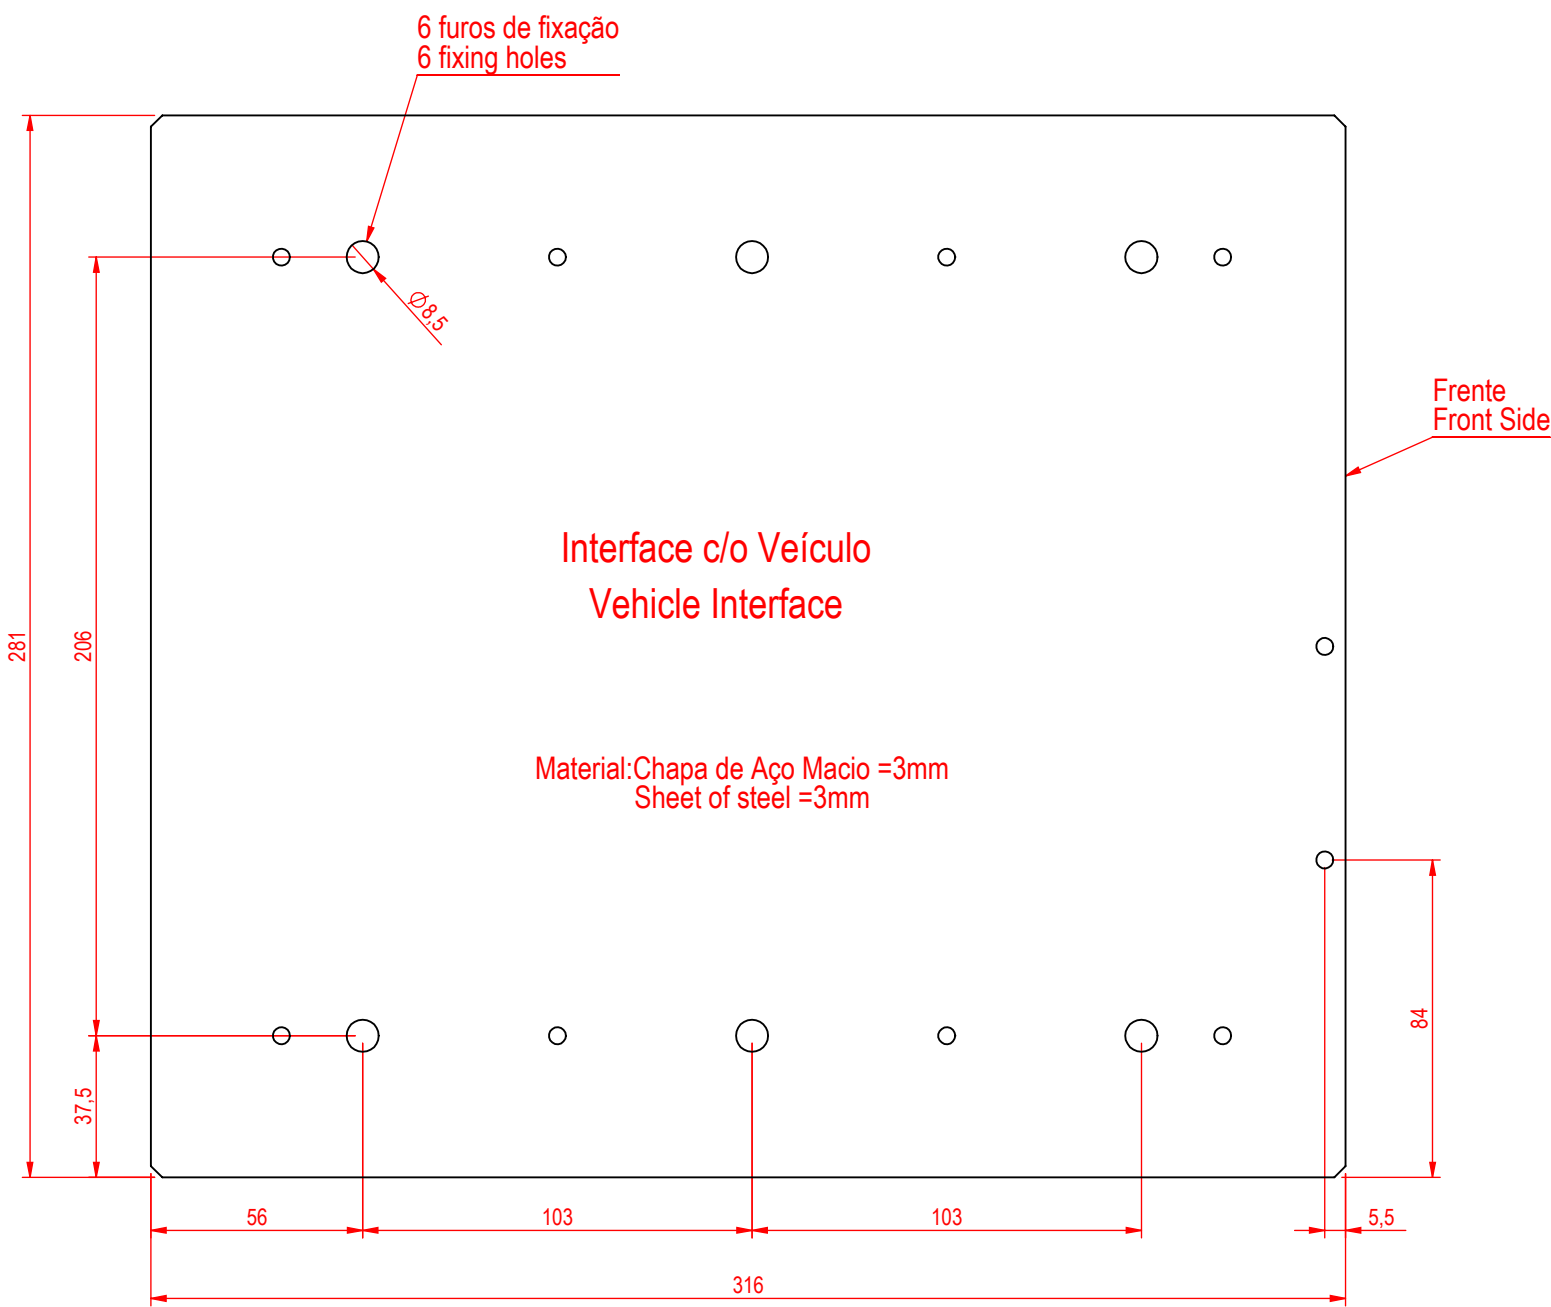 6 furos de fixação
6 fixing holes
Ø8,5
Frente
Front Side
Interface c/o Veículo
Vehicle Interface
281
206
Material:Chapa de Aço Macio =3mm
Sheet of steel =3mm
84
37,5
56
103
103
5,5
316